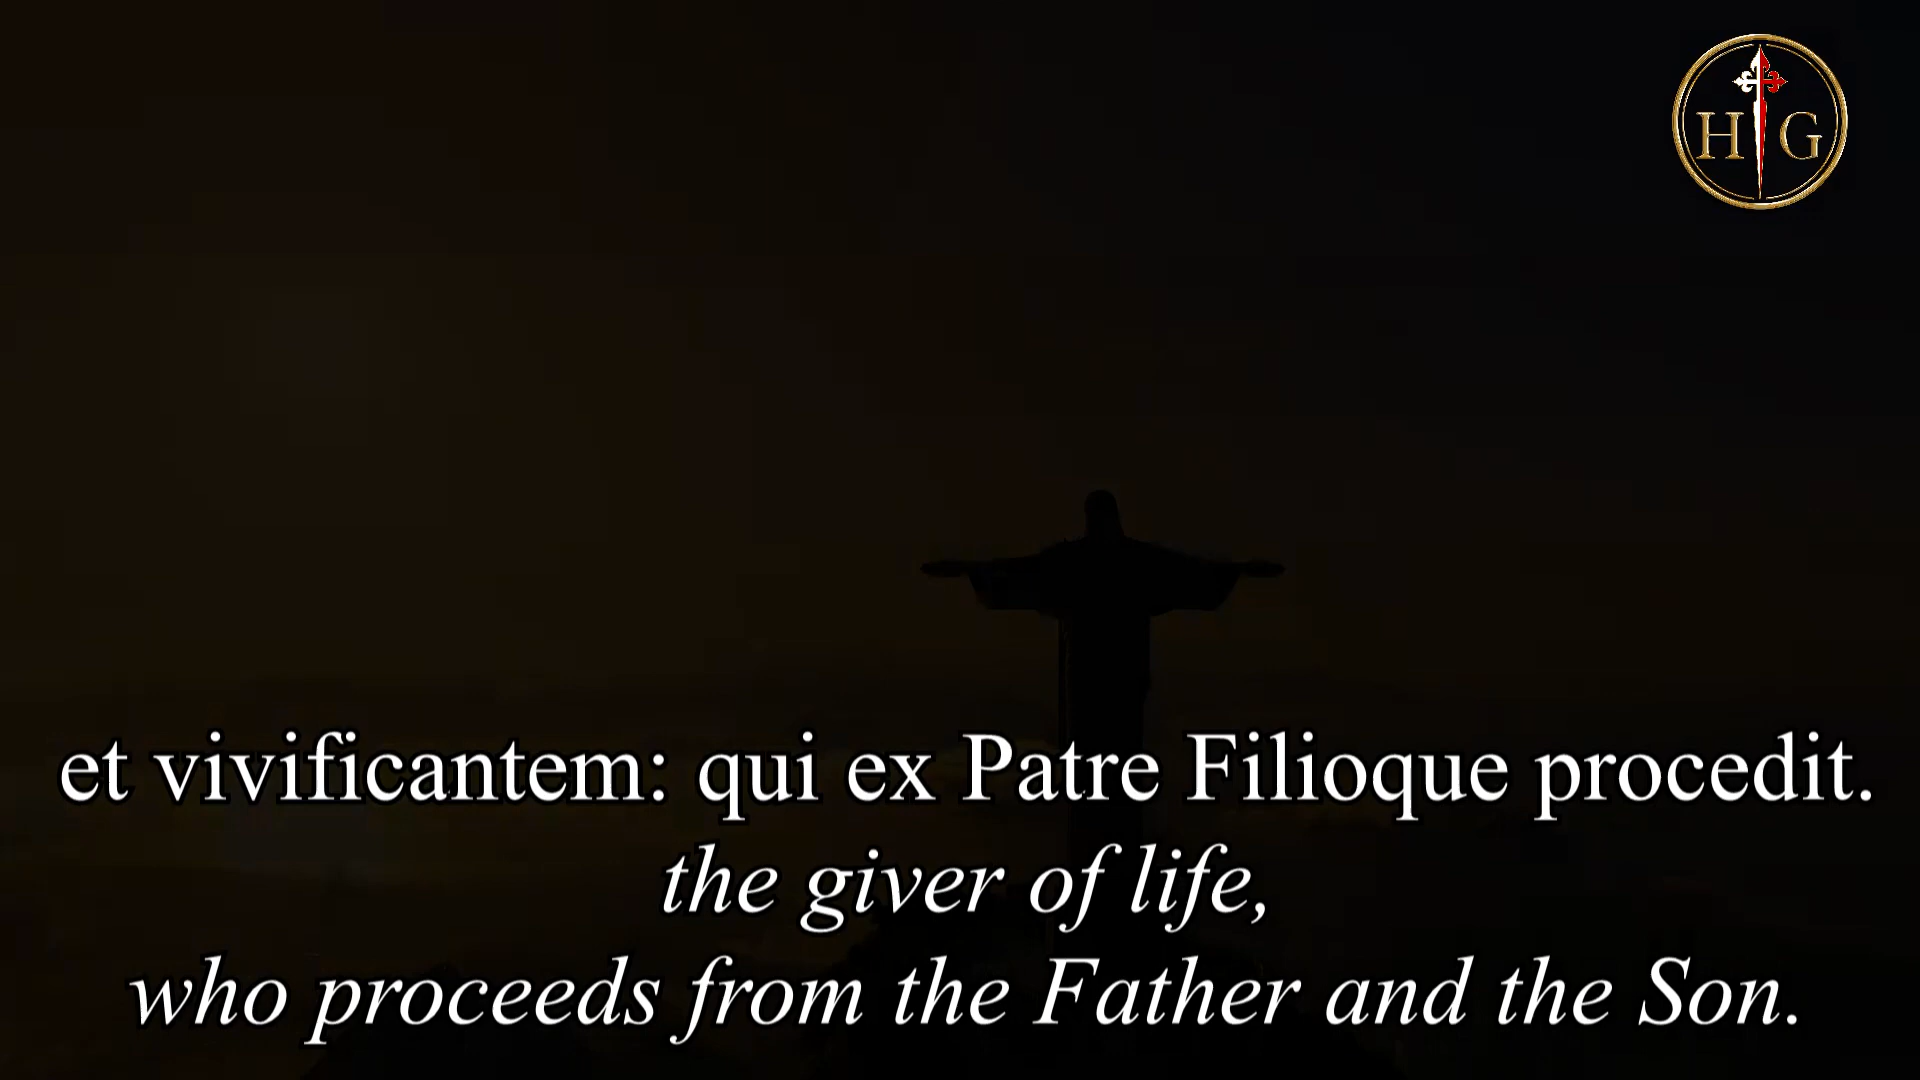 H G
et vivificantem: qui ex Patre Filioque procedit.
the giver of life,
who proceeds from the Father and the Son.